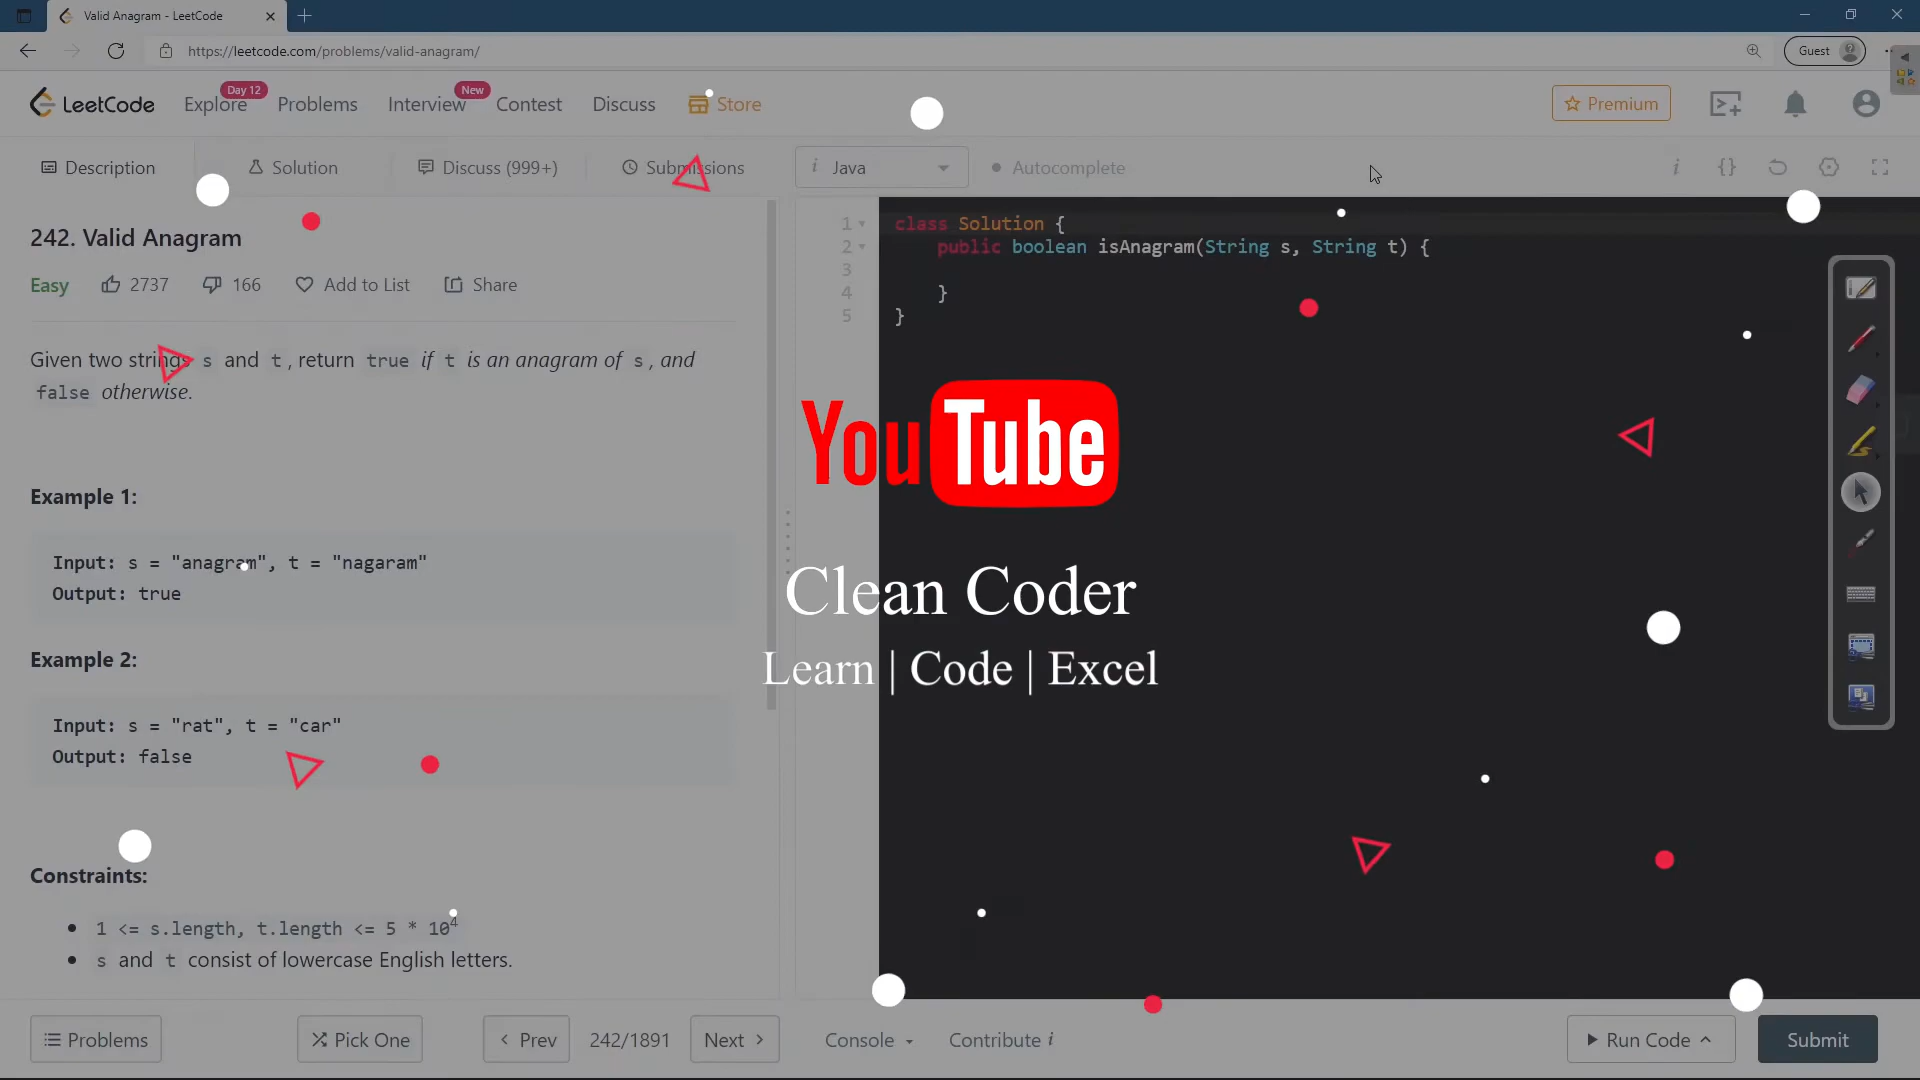 Valid Anagram - LeetCode
https://leetcode.com/problems/valid-anagram/
Guest
LeetCode
Explore
Day 12
Problems
Interview
New
Contest
Discuss
Store
Premium
Description
Solution
Discuss (999+)
Submissions
i Java
Autocomplete
242. Valid Anagram
Easy
2737
166
Add to List
Share
Given two strings s and t, return true if t is an anagram of s, and
false otherwise.
Example 1:
Input: s = "anagram", t = "nagaram"
Output: true
Example 2:
Input: s = "rat", t = "car"
Output: false
Constraints:
1 <= s.length, t.length <= 5 * 10⁴
s and t consist of lowercase English letters.
1 class Solution {
2 public boolean isAnagram(String s, String t) {
3
4 }
5 }
YouTube
Clean Coder
Learn | Code | Excel
Problems
Pick One
Prev
242/1891
Next
Console
Contribute i
Run Code
Submit